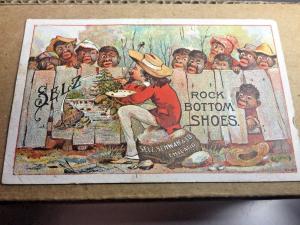 SELZ
ROCK
BOTTOM
SHOES
SELZ, SCHWAB & CO.
CHICAGO